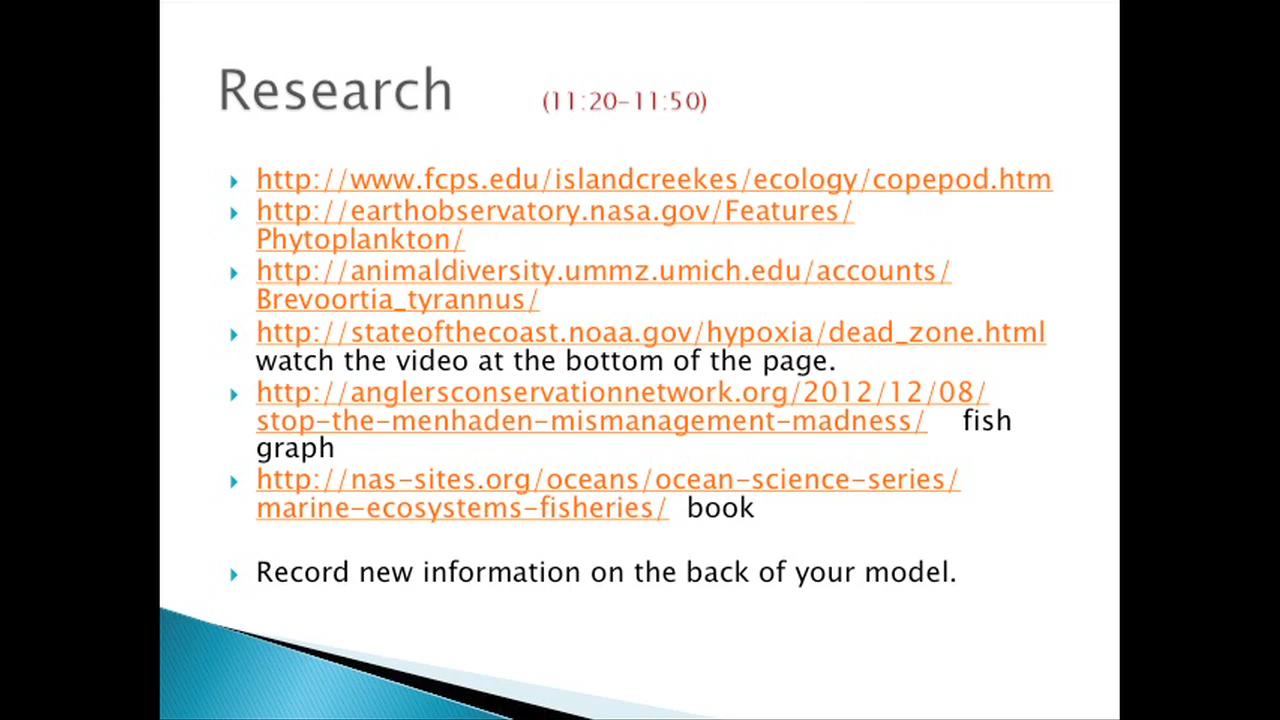 Research (11:20-11:50)
http://www.fcps.edu/islandcreekes/ecology/copepod.htm
http://earthobservatory.nasa.gov/Features/
Phytoplankton/
http://animaldiversity.ummz.umich.edu/accounts/
Brevoortia_tyrannus/
http://stateofthecoast.noaa.gov/hypoxia/dead_zone.html
watch the video at the bottom of the page.
http://anglersconservationnetwork.org/2012/12/08/
stop-the-menhaden-mismanagement-madness/ fish
graph
http://nas-sites.org/oceans/ocean-science-series/
marine-ecosystems-fisheries/ book
Record new information on the back of your model.